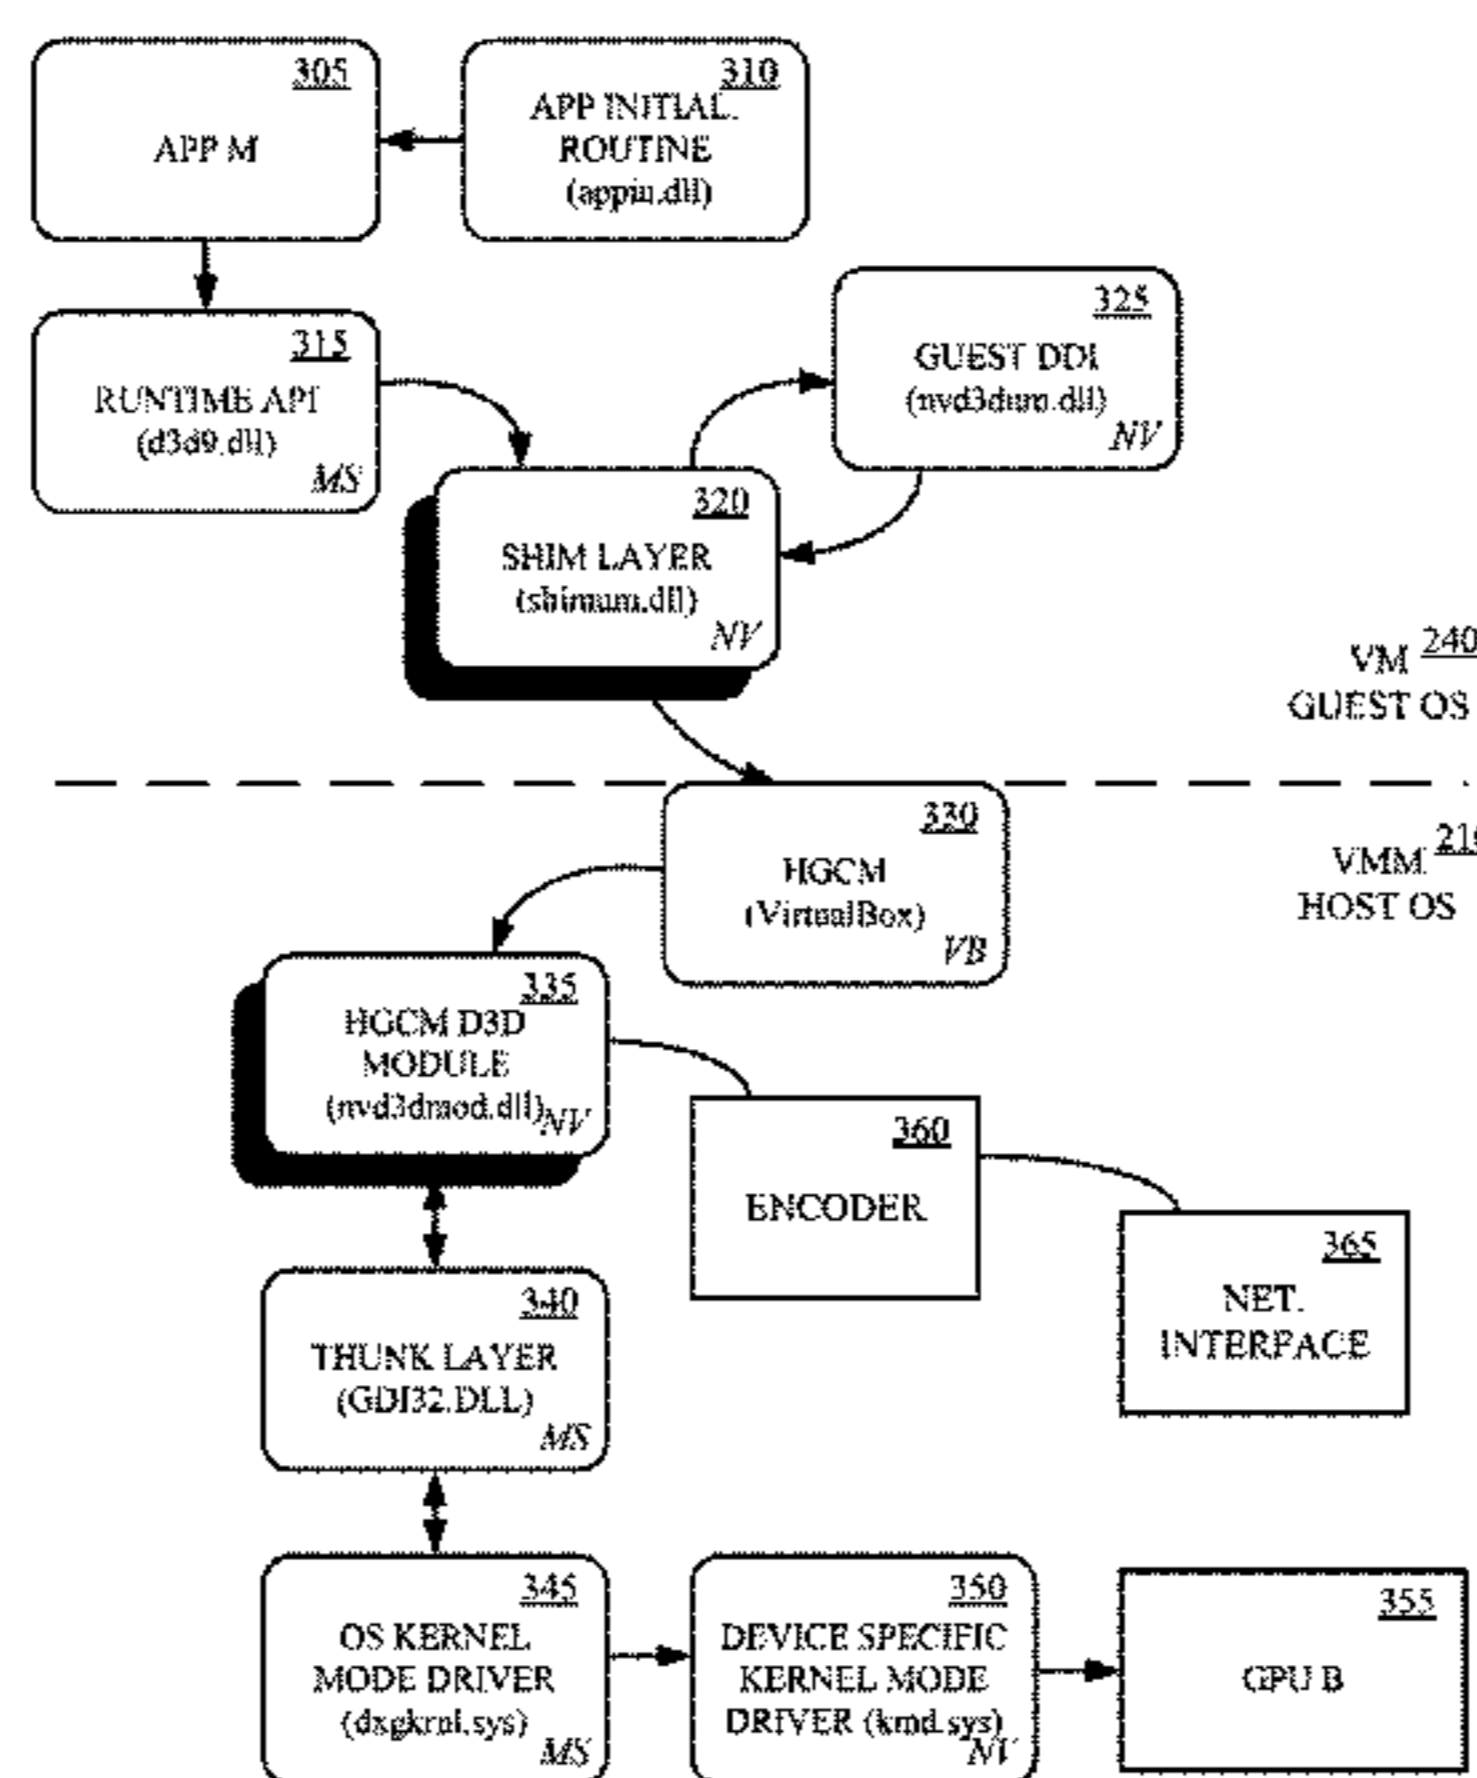 305
APP M
310
APP INITIAL.
ROUTINE
(appin.dll)
315
RUNTIME API
(d3d9.dll)
MS
325
GUEST DDI
(nvd3dum.dll)
NV
320
SHIM LAYER
(shimum.dll)
NV
VM 240
GUEST OS
330
HGCM
(VirtualBox)
VB
VMM
HOST OS
335
HGCM D3D
MODULE
(nvd3dmod.dll)
NV
360
ENCODER
365
NET.
INTERFACE
340
THUNK LAYER
(GDI32.DLL)
MS
345
OS KERNEL
MODE DRIVER
(dxgkrnl.sys)
MS
350
DEVICE SPECIFIC
KERNEL MODE
DRIVER (kmd.sys)
NV
355
GPU B